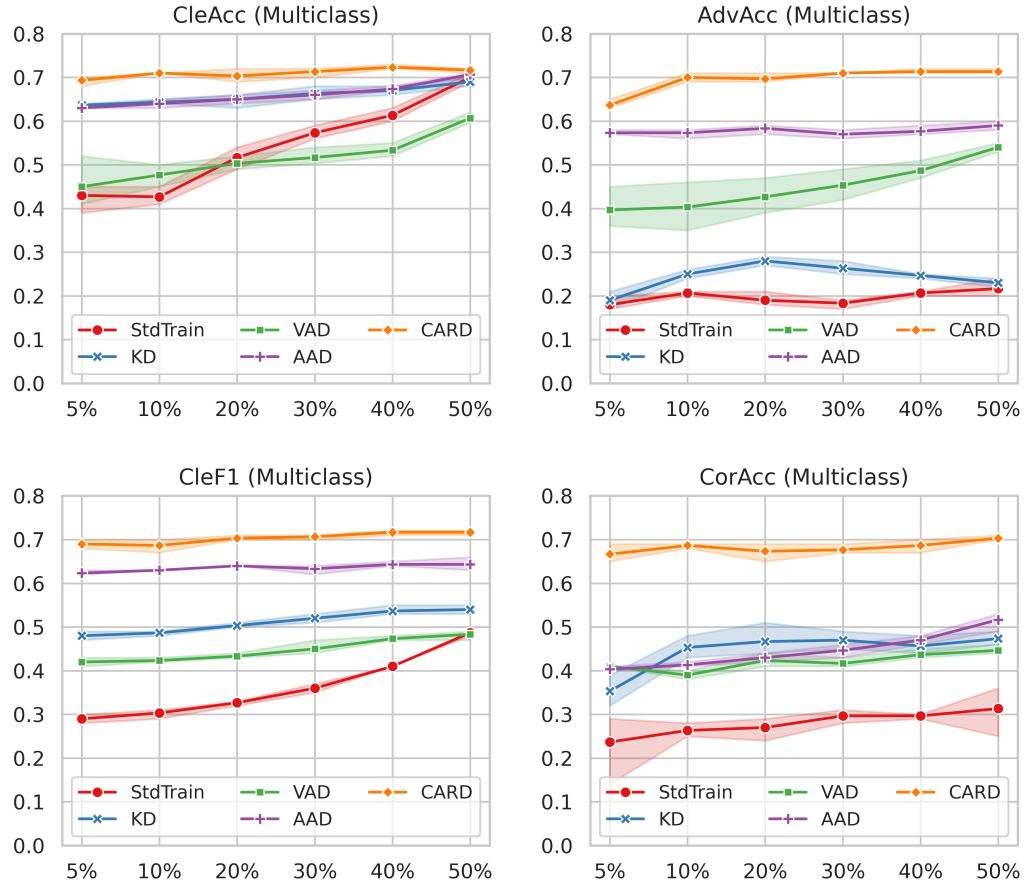 CleAcc (Multiclass)
0.8
0.7
0.6
0.5
0.4
0.3
0.2
0.1
0.0
StdTrain VAD CARD
KD AAD
5% 10% 20% 30% 40% 50%
AdvAcc (Multiclass)
0.8
0.7
0.6
0.5
0.4
0.3
0.2
0.1
0.0
StdTrain VAD CARD
KD AAD
5% 10% 20% 30% 40% 50%
CleF1 (Multiclass)
0.8
0.7
0.6
0.5
0.4
0.3
0.2
0.1
0.0
StdTrain VAD CARD
KD AAD
5% 10% 20% 30% 40% 50%
CorAcc (Multiclass)
0.8
0.7
0.6
0.5
0.4
0.3
0.2
0.1
0.0
StdTrain VAD CARD
KD AAD
5% 10% 20% 30% 40% 50%